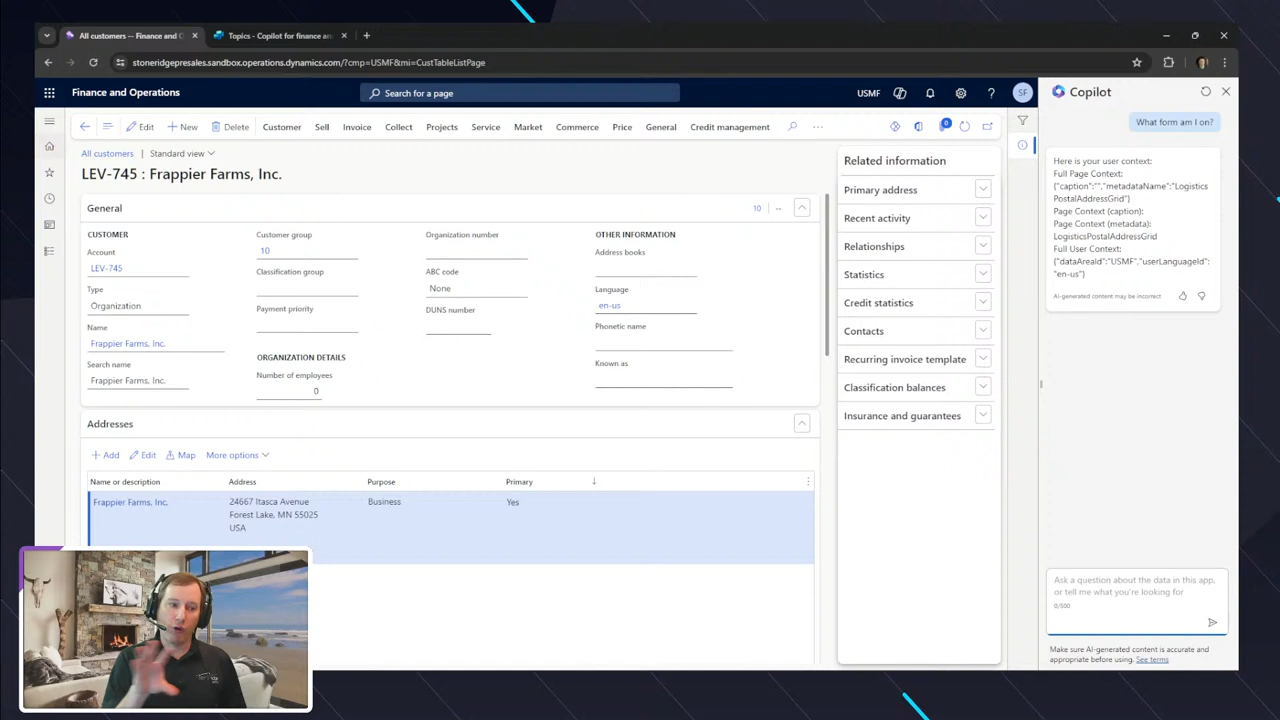 All customers -- Finance and O
Topics - Copilot for finance an
stoneridgepresales.sandbox.operations.dynamics.com/?cmp=USMF&mi=CustTableListPage
Finance and Operations
Search for a page
USMF
SF
Edit
New
Delete
Customer
Sell
Invoice
Collect
Projects
Service
Market
Commerce
Price
General
Credit management
0
All customers
Standard view
LEV-745 : Frappier Farms, Inc.
General
10
--
CUSTOMER
Account
LEV-745
Type
Organization
Name
Frappier Farms, Inc.
Search name
Frappier Farms, Inc.
Customer group
10
Classification group
Payment priority
ORGANIZATION DETAILS
Number of employees
0
Organization number
ABC code
None
DUNS number
OTHER INFORMATION
Address books
Language
en-us
Phonetic name
Known as
Addresses
Add
Edit
Map
More options
Name or description
Address
Purpose
Primary
Frappier Farms, Inc.
24667 Itasca Avenue
Forest Lake, MN 55025
USA
Business
Yes
Related information
Primary address
Recent activity
Relationships
Statistics
Credit statistics
Contacts
Recurring invoice template
Classification balances
Insurance and guarantees
Copilot
What form am I on?
Here is your user context:
Full Page Context:
{"caption":"","metadataName":"Logistics
PostalAddressGrid"}
Page Context (caption):
Page Context (metadata):
LogisticsPostalAddressGrid
Full User Context:
{"dataAreaId":"USMF","userLanguageId":
"en-us"}
AI-generated content may be incorrect
Ask a question about the data in this app,
or tell me what you're looking for
0/500
Make sure AI-generated content is accurate and
appropriate before using. See terms